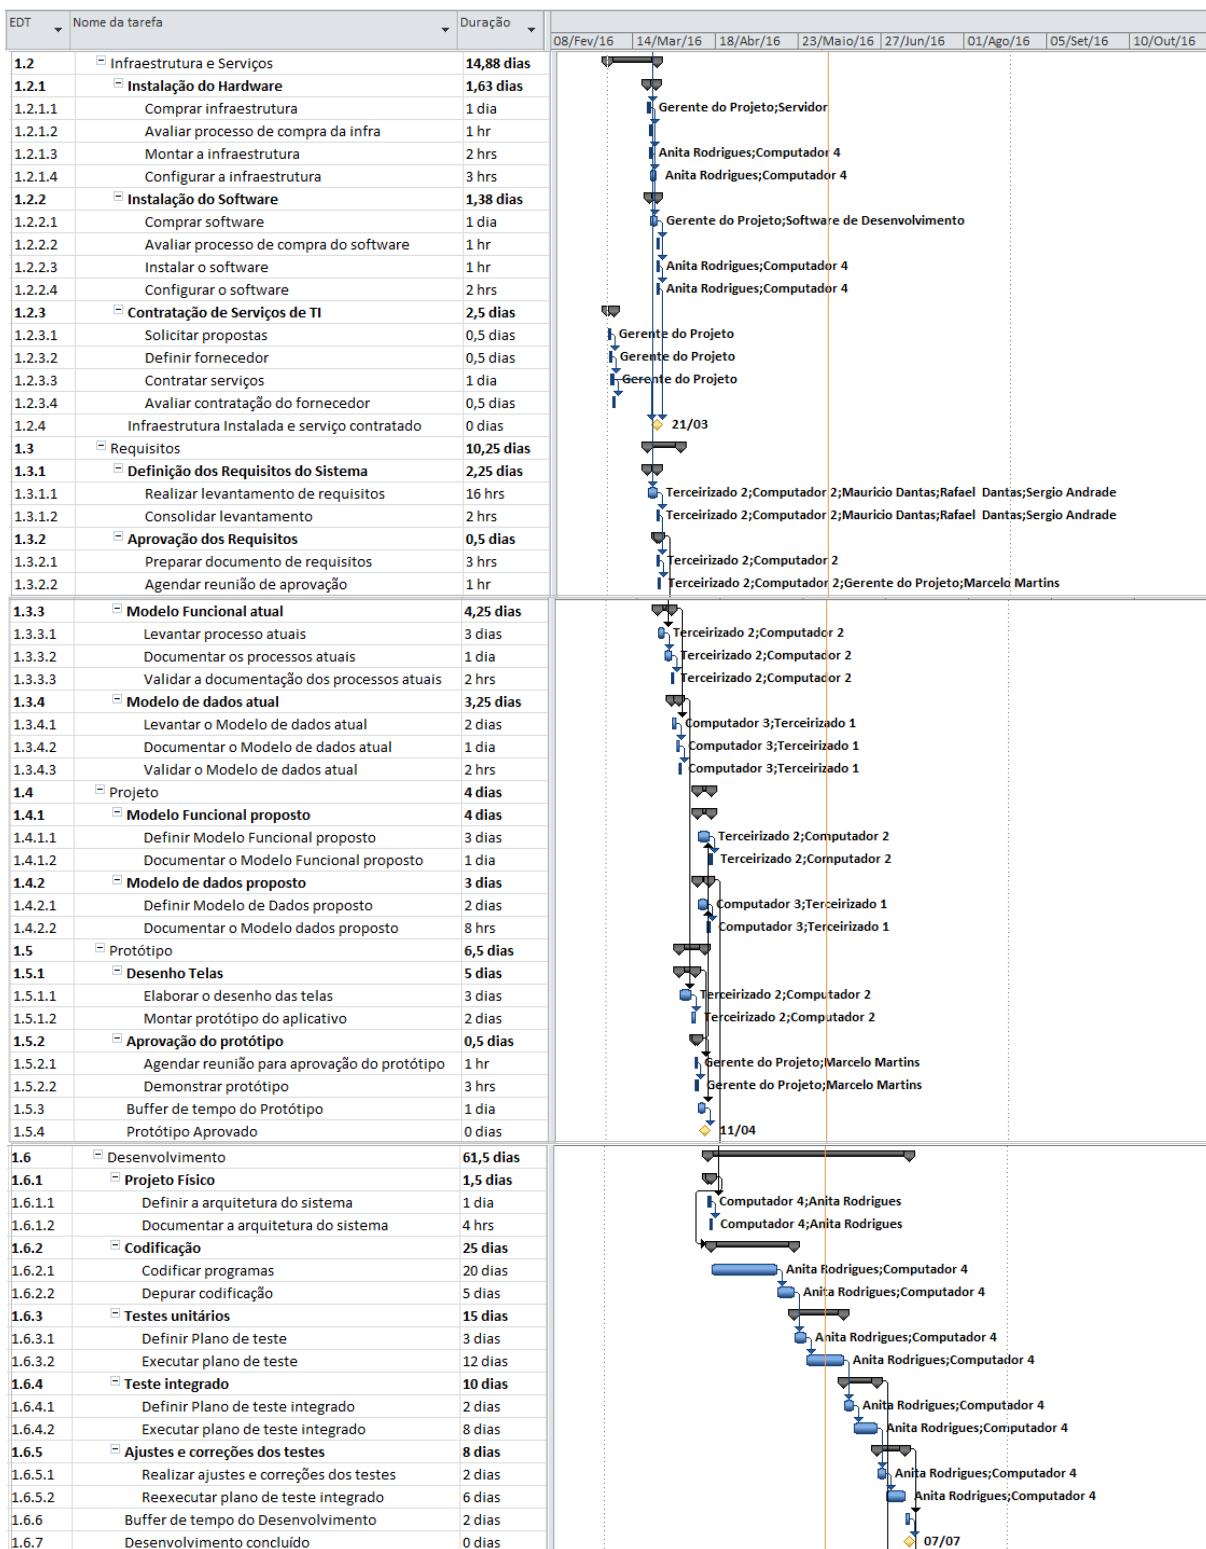 EDT Nome da tarefa Duração
08/Fev/16 14/Mar/16 18/Abr/16 23/Maio/16 27/Jun/16 01/Ago/16 05/Set/16 10/Out/16
1.2 Infraestrutura e Serviços 14,88 dias
1.2.1 Instalação do Hardware 1,63 dias
1.2.1.1 Comprar infraestrutura 1 dia Gerente do Projeto;Servidor
1.2.1.2 Avaliar processo de compra da infra 1 hr
1.2.1.3 Montar a infraestrutura 2 hrs Anita Rodrigues;Computador 4
1.2.1.4 Configurar a infraestrutura 3 hrs Anita Rodrigues;Computador 4
1.2.2 Instalação do Software 1,38 dias
1.2.2.1 Comprar software 1 dia Gerente do Projeto;Software de Desenvolvimento
1.2.2.2 Avaliar processo de compra do software 1 hr
1.2.2.3 Instalar o software 1 hr Anita Rodrigues;Computador 4
1.2.2.4 Configurar o software 2 hrs Anita Rodrigues;Computador 4
1.2.3 Contratação de Serviços de TI 2,5 dias
1.2.3.1 Solicitar propostas 0,5 dias Gerente do Projeto
1.2.3.2 Definir fornecedor 0,5 dias Gerente do Projeto
1.2.3.3 Contratar serviços 1 dia Gerente do Projeto
1.2.3.4 Avaliar contratação do fornecedor 0,5 dias
1.2.4 Infraestrutura Instalada e serviço contratado 0 dias 21/03
1.3 Requisitos 10,25 dias
1.3.1 Definição dos Requisitos do Sistema 2,25 dias
1.3.1.1 Realizar levantamento de requisitos 16 hrs Terceirizado 2;Computador 2;Mauricio Dantas;Rafael Dantas;Sergio Andrade
1.3.1.2 Consolidar levantamento 2 hrs Terceirizado 2;Computador 2;Mauricio Dantas;Rafael Dantas;Sergio Andrade
1.3.2 Aprovação dos Requisitos 0,5 dias
1.3.2.1 Preparar documento de requisitos 3 hrs Terceirizado 2;Computador 2
1.3.2.2 Agendar reunião de aprovação 1 hr Terceirizado 2;Computador 2;Gerente do Projeto;Marcelo Martins
1.3.3 Modelo Funcional atual 4,25 dias
1.3.3.1 Levantar processo atuais 3 dias Terceirizado 2;Computador 2
1.3.3.2 Documentar os processos atuais 1 dia Terceirizado 2;Computador 2
1.3.3.3 Validar a documentação dos processos atuais 2 hrs Terceirizado 2;Computador 2
1.3.4 Modelo de dados atual 3,25 dias
1.3.4.1 Levantar o Modelo de dados atual 2 dias Computador 3;Terceirizado 1
1.3.4.2 Documentar o Modelo de dados atual 1 dia Computador 3;Terceirizado 1
1.3.4.3 Validar o Modelo de dados atual 2 hrs Computador 3;Terceirizado 1
1.4 Projeto 4 dias
1.4.1 Modelo Funcional proposto 4 dias
1.4.1.1 Definir Modelo Funcional proposto 3 dias Terceirizado 2;Computador 2
1.4.1.2 Documentar o Modelo Funcional proposto 1 dia Terceirizado 2;Computador 2
1.4.2 Modelo de dados proposto 3 dias
1.4.2.1 Definir Modelo de Dados proposto 2 dias Computador 3;Terceirizado 1
1.4.2.2 Documentar o Modelo dados proposto 8 hrs Computador 3;Terceirizado 1
1.5 Protótipo 6,5 dias
1.5.1 Desenho Telas 5 dias
1.5.1.1 Elaborar o desenho das telas 3 dias Terceirizado 2;Computador 2
1.5.1.2 Montar protótipo do aplicativo 2 dias Terceirizado 2;Computador 2
1.5.2 Aprovação do protótipo 0,5 dias
1.5.2.1 Agendar reunião para aprovação do protótipo 1 hr Gerente do Projeto;Marcelo Martins
1.5.2.2 Demonstrar protótipo 3 hrs Gerente do Projeto;Marcelo Martins
1.5.3 Buffer de tempo do Protótipo 1 dia
1.5.4 Protótipo Aprovado 0 dias 11/04
1.6 Desenvolvimento 61,5 dias
1.6.1 Projeto Físico 1,5 dias
1.6.1.1 Definir a arquitetura do sistema 1 dia Computador 4;Anita Rodrigues
1.6.1.2 Documentar a arquitetura do sistema 4 hrs Computador 4;Anita Rodrigues
1.6.2 Codificação 25 dias
1.6.2.1 Codificar programas 20 dias Anita Rodrigues;Computador 4
1.6.2.2 Depurar codificação 5 dias Anita Rodrigues;Computador 4
1.6.3 Testes unitários 15 dias
1.6.3.1 Definir Plano de teste 3 dias Anita Rodrigues;Computador 4
1.6.3.2 Executar plano de teste 12 dias Anita Rodrigues;Computador 4
1.6.4 Teste integrado 10 dias
1.6.4.1 Definir Plano de teste integrado 2 dias Anita Rodrigues;Computador 4
1.6.4.2 Executar plano de teste integrado 8 dias Anita Rodrigues;Computador 4
1.6.5 Ajustes e correções dos testes 8 dias
1.6.5.1 Realizar ajustes e correções dos testes 2 dias Anita Rodrigues;Computador 4
1.6.5.2 Reexecutar plano de teste integrado 6 dias Anita Rodrigues;Computador 4
1.6.6 Buffer de tempo do Desenvolvimento 2 dias
1.6.7 Desenvolvimento concluído 0 dias 07/07